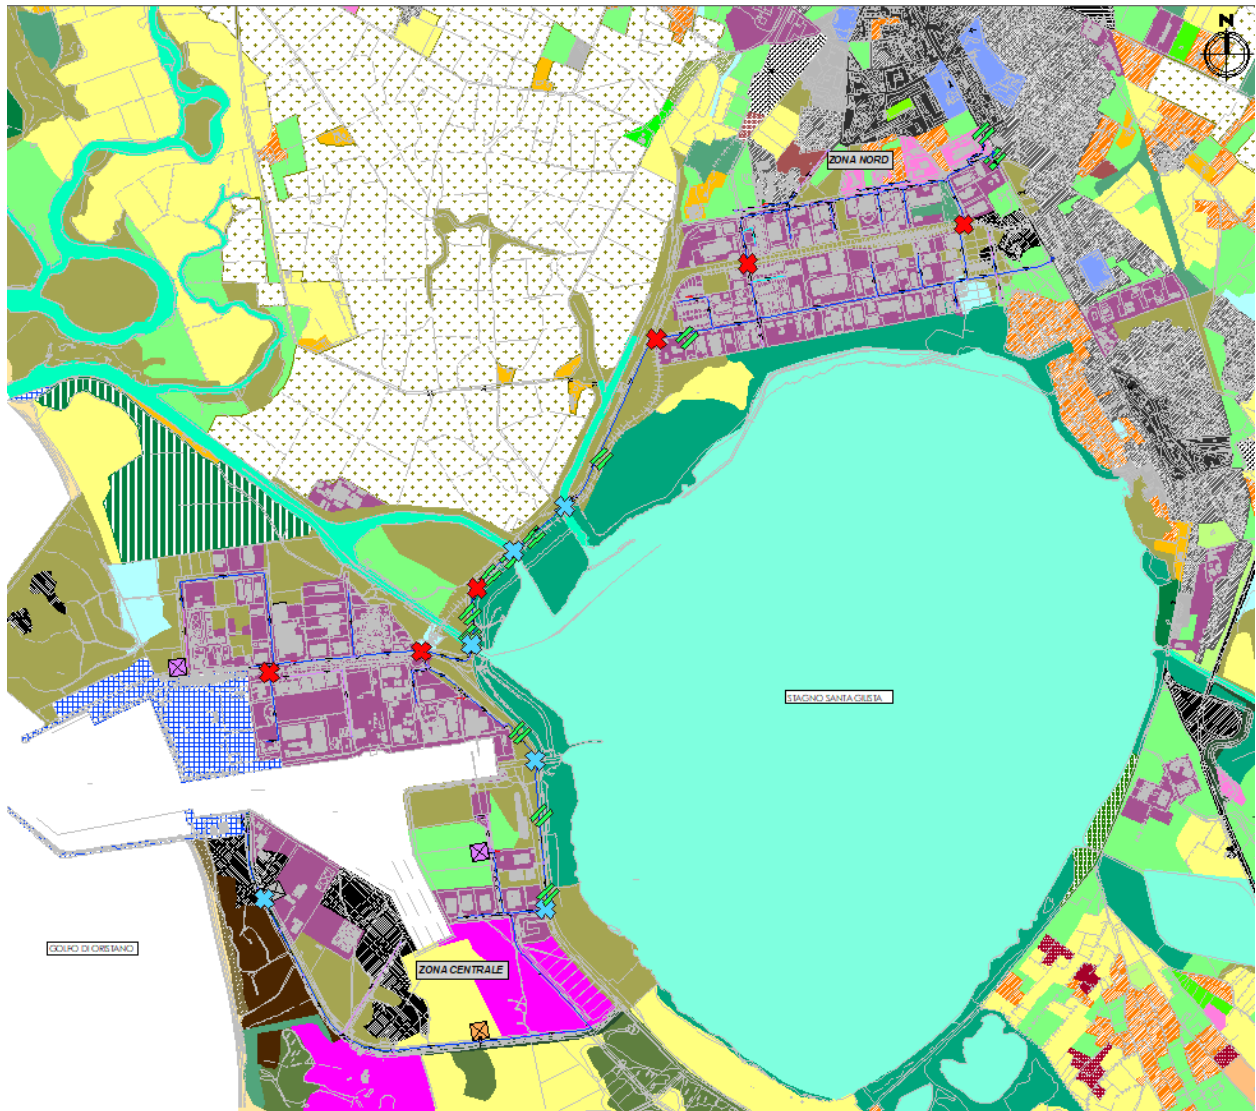 N
ZONA NORD
STAGNO SANTA GIUSTA
GOLFO DI ORISTANO
ZONA CENTRALE